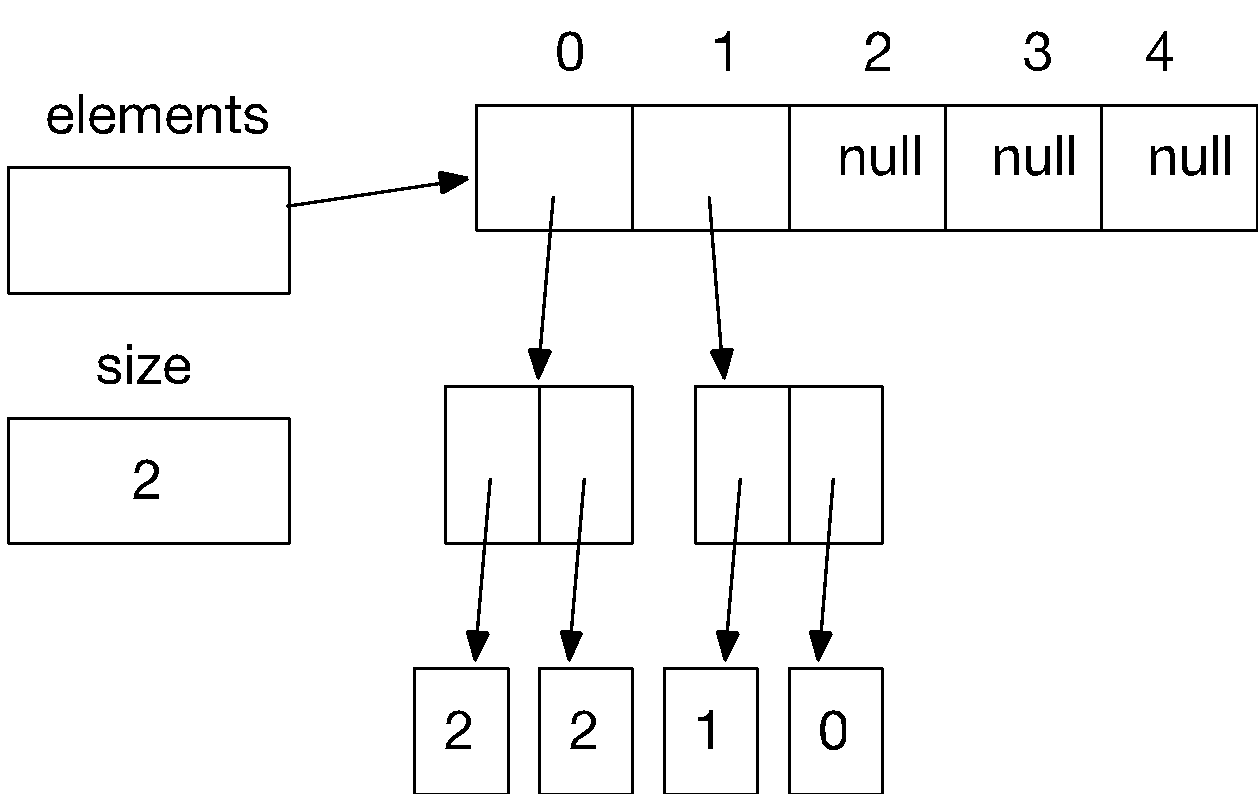 0 1 2 3 4
elements
null null null
size
2
2 2 1 0